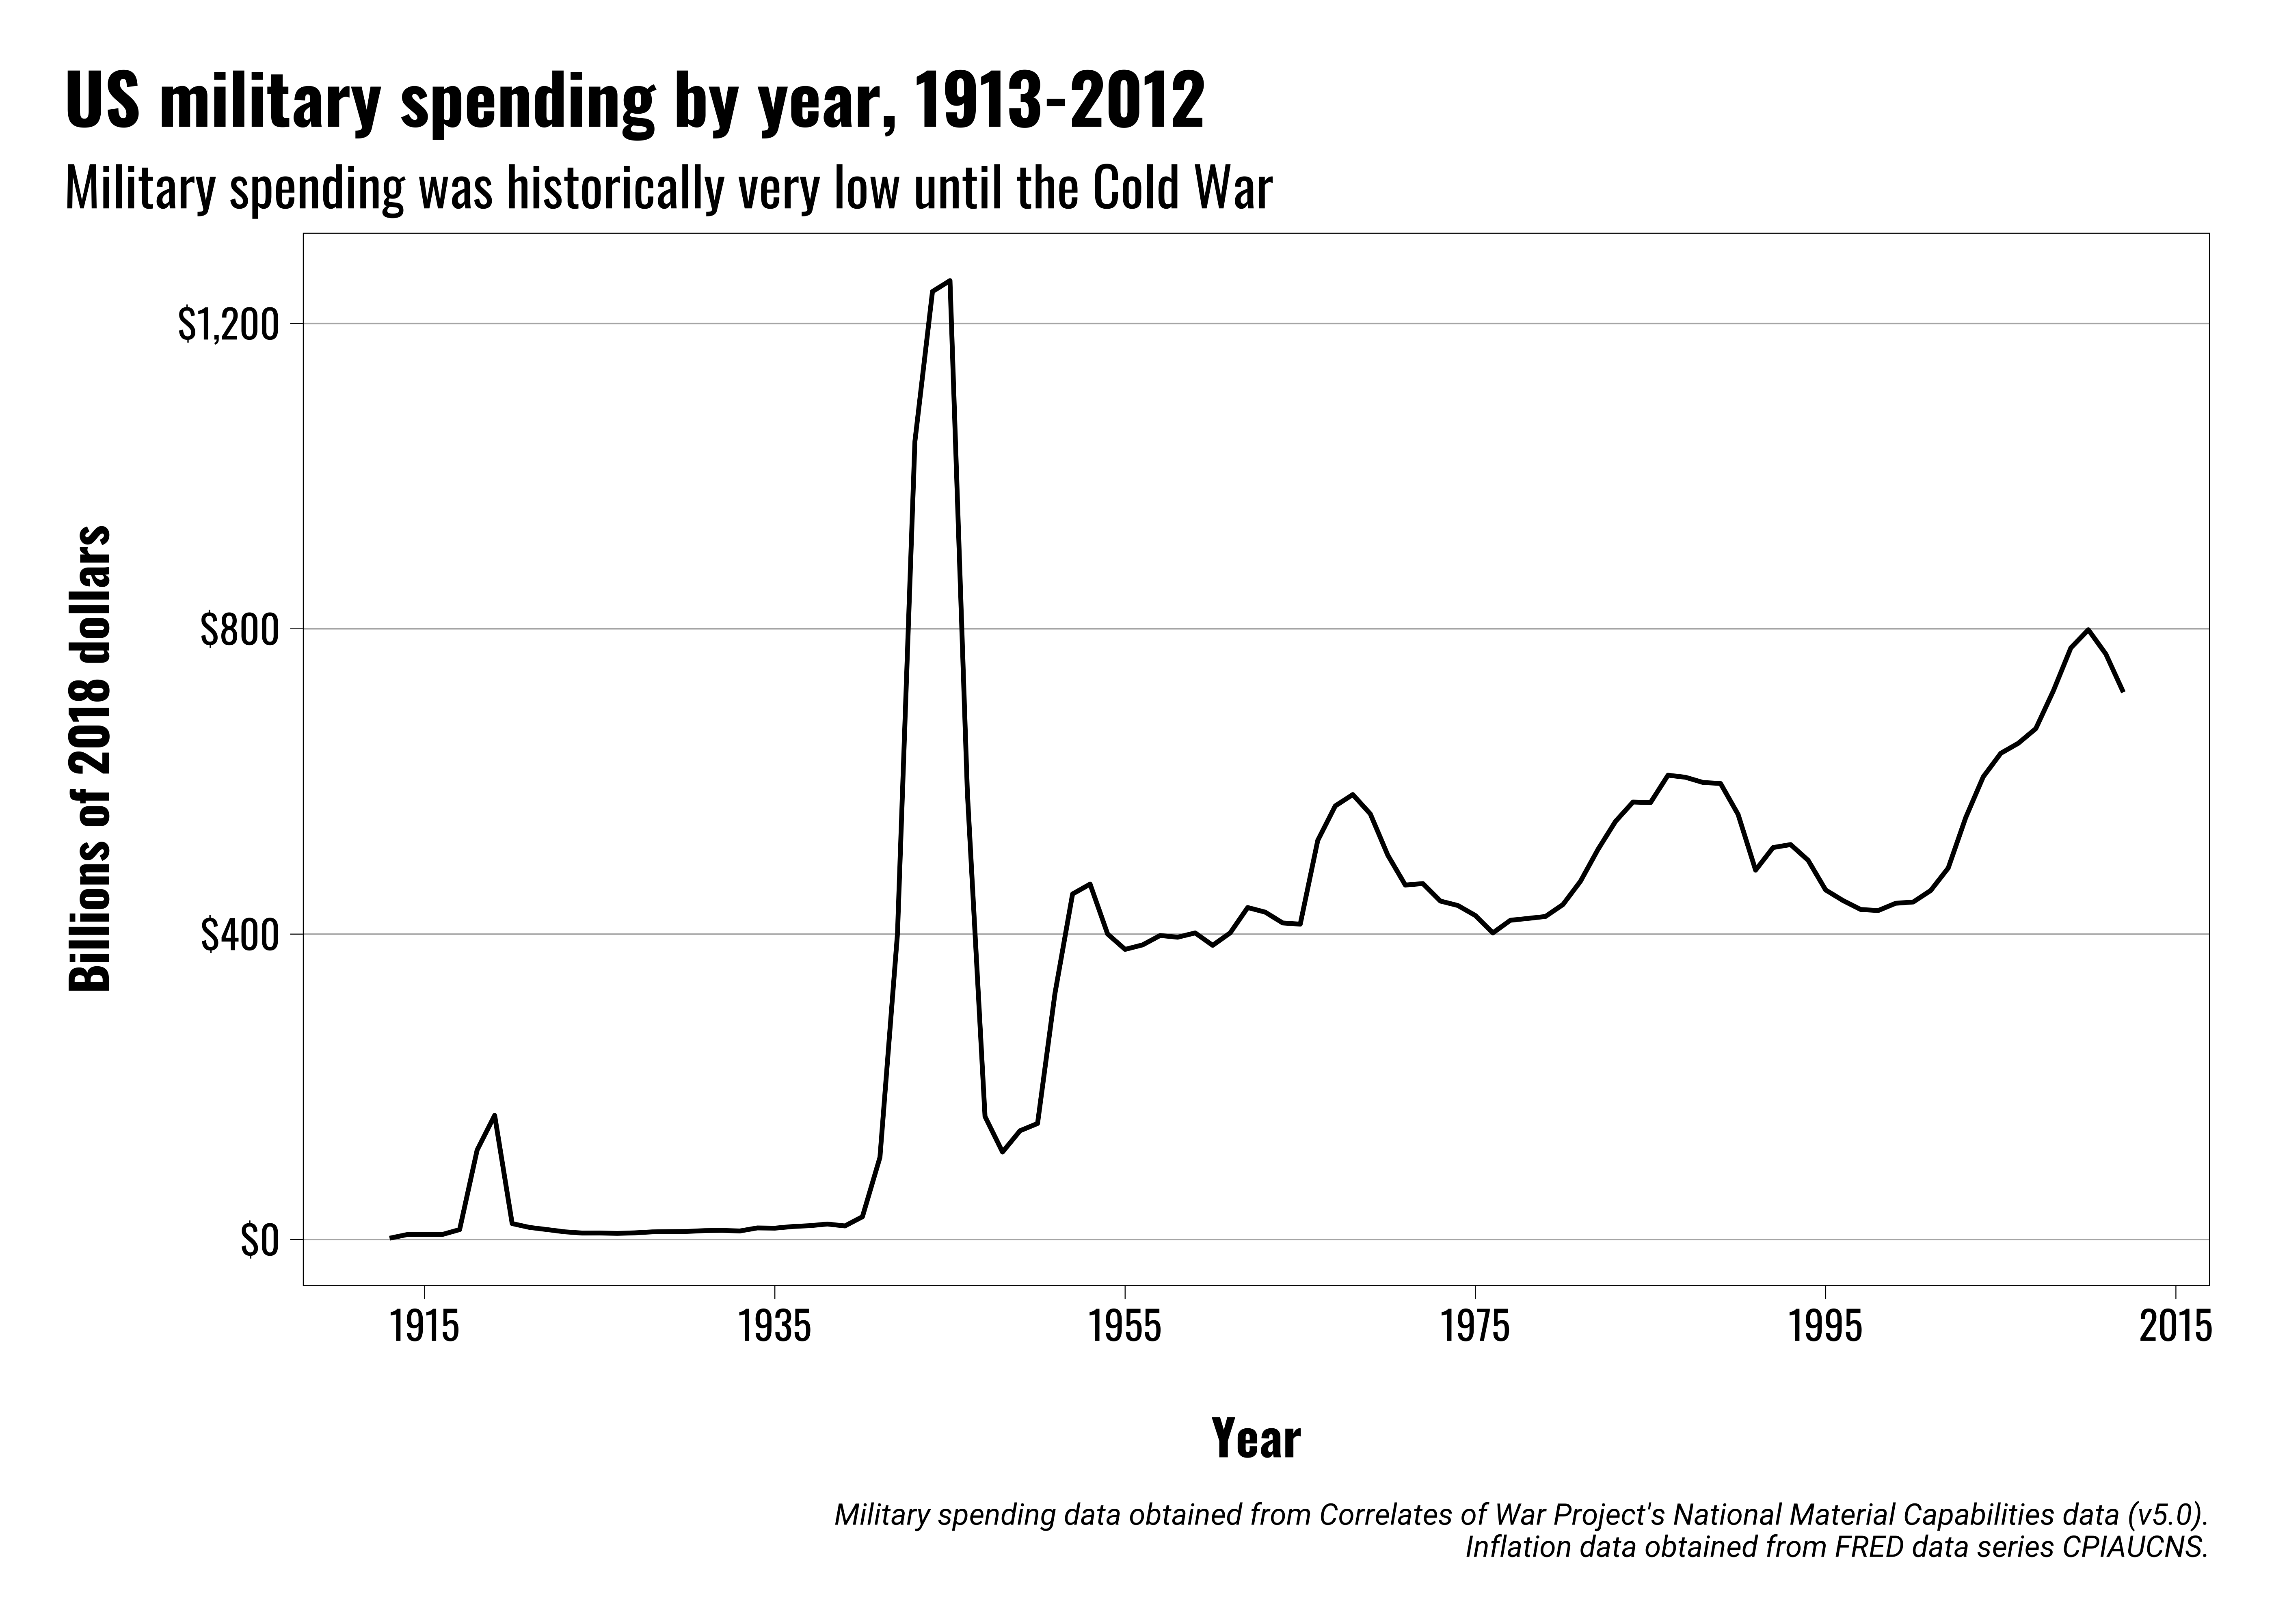 US military spending by year, 1913-2012
Military spending was historically very low until the Cold War
Billions of 2018 dollars
$1,200
$800
$400
$0
1915 1935 1955 1975 1995 2015
Year
Military spending data obtained from Correlates of War Project's National Material Capabilities data (v5.0).
Inflation data obtained from FRED data series CPIAUCNS.